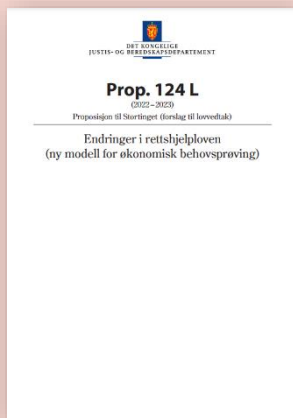 DET KONGELIGE
JUSTIS- OG BEREDSKAPSDEPARTEMENT
Prop. 124 L
(2022–2023)
Proposisjon til Stortinget (forslag til lovvedtak)
Endringer i rettshjelploven
(ny modell for økonomisk behovsprøving)